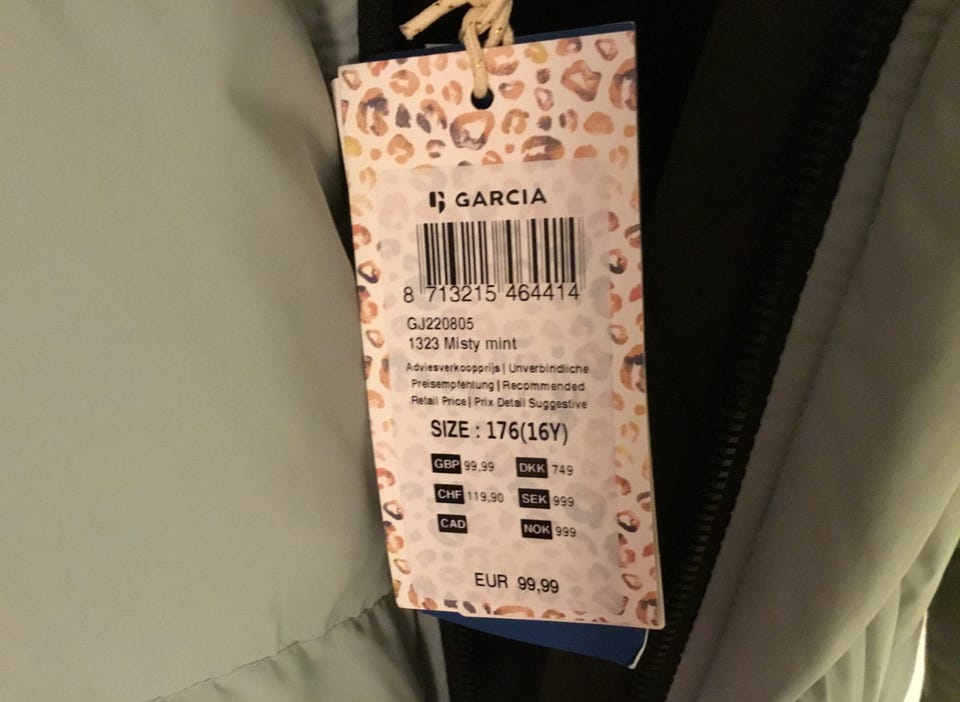 GARCIA
8 713215 464414
GJ220805
1323 Misty mint
Adviesverkoopprijs | Unverbindliche
Preisempfehlung | Recommended
Retail Price | Prix Detail Suggestive
SIZE : 176(16Y)
GBP 99,99 DKK 749
CHF 119,90 SEK 999
CAD NOK 999
EUR 99,99